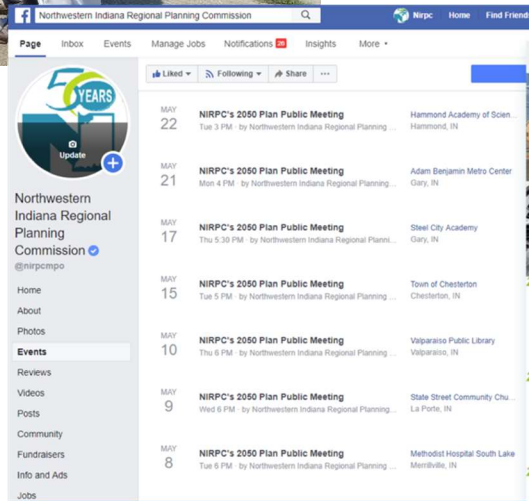 Northwestern Indiana Regional Planning Commission
Nirpc Home Find Friend
Page Inbox Events Manage Jobs Notifications 26 Insights More
Liked Following Share ...
50 YEARS
Update
Northwestern
Indiana Regional
Planning
Commission
@nirpcmpo
Home
About
Photos
Events
Reviews
Videos
Posts
Community
Fundraisers
Info and Ads
Jobs
MAY
22
NIRPC's 2050 Plan Public Meeting
Tue 3 PM · by Northwestern Indiana Regional Planning ...
Hammond Academy of Scien...
Hammond, IN
MAY
21
NIRPC's 2050 Plan Public Meeting
Mon 4 PM · by Northwestern Indiana Regional Planning...
Adam Benjamin Metro Center
Gary, IN
MAY
17
NIRPC's 2050 Plan Public Meeting
Thu 5:30 PM · by Northwestern Indiana Regional Planni...
Steel City Academy
Gary, IN
MAY
15
NIRPC's 2050 Plan Public Meeting
Tue 5 PM · by Northwestern Indiana Regional Planning ...
Town of Chesterton
Chesterton, IN
MAY
10
NIRPC's 2050 Plan Public Meeting
Thu 6 PM · by Northwestern Indiana Regional Planning ...
Valparaiso Public Library
Valparaiso, IN
MAY
9
NIRPC's 2050 Plan Public Meeting
Wed 6 PM · by Northwestern Indiana Regional Planning...
State Street Community Chu...
La Porte, IN
MAY
8
NIRPC's 2050 Plan Public Meeting
Tue 6 PM · by Northwestern Indiana Regional Planning ...
Methodist Hospital South Lake
Merrillville, IN